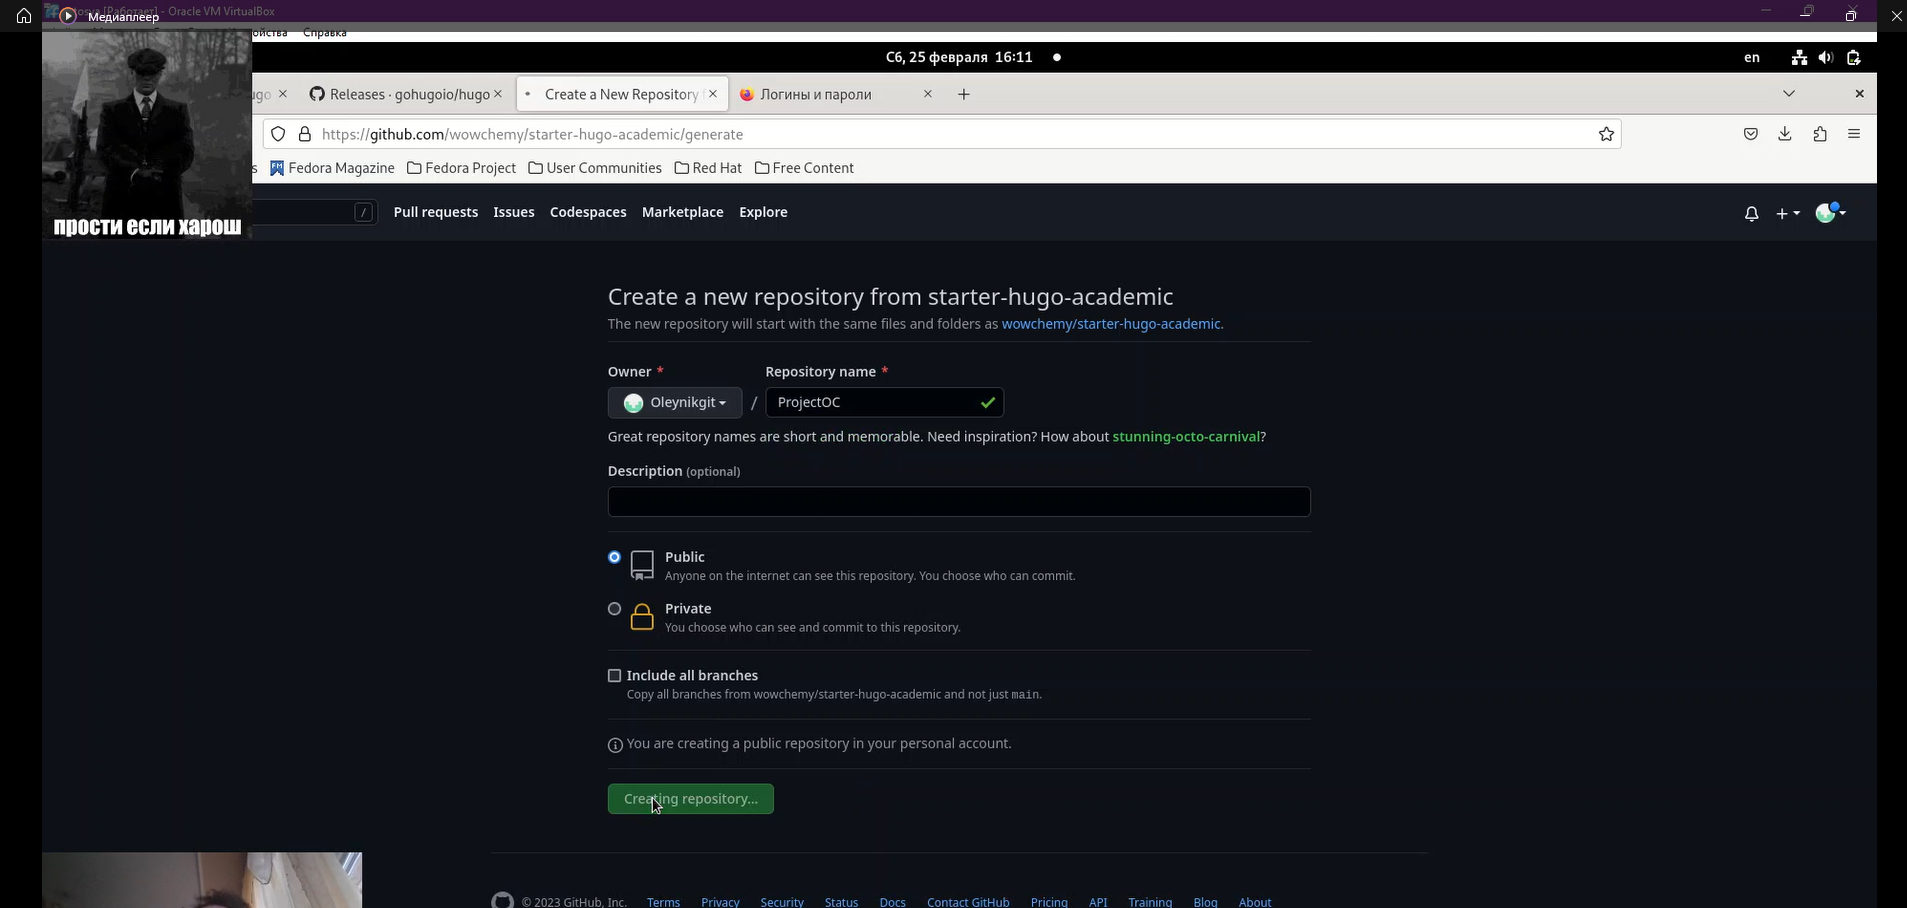 [Работает] - Oracle VM VirtualBox
Медиаплеер
Справка
Сб, 25 февраля 16:11
en
Releases · gohugoio/hugo
Create a New Repository
Логины и пароли
https://github.com/wowchemy/starter-hugo-academic/generate
Fedora Magazine
Fedora Project
User Communities
Red Hat
Free Content
/
Pull requests
Issues
Codespaces
Marketplace
Explore
прости если хaрoш
Create a new repository from starter-hugo-academic
The new repository will start with the same files and folders as wowchemy/starter-hugo-academic.
Owner *
Repository name *
Oleynikgit
/
ProjectOC
Great repository names are short and memorable. Need inspiration? How about stunning-octo-carnival?
Description (optional)
Public
Anyone on the internet can see this repository. You choose who can commit.
Private
You choose who can see and commit to this repository.
Include all branches
Copy all branches from wowchemy/starter-hugo-academic and not just main.
You are creating a public repository in your personal account.
Creating repository...
© 2023 GitHub, Inc.
Terms
Privacy
Security
Status
Docs
Contact GitHub
Pricing
API
Training
Blog
About